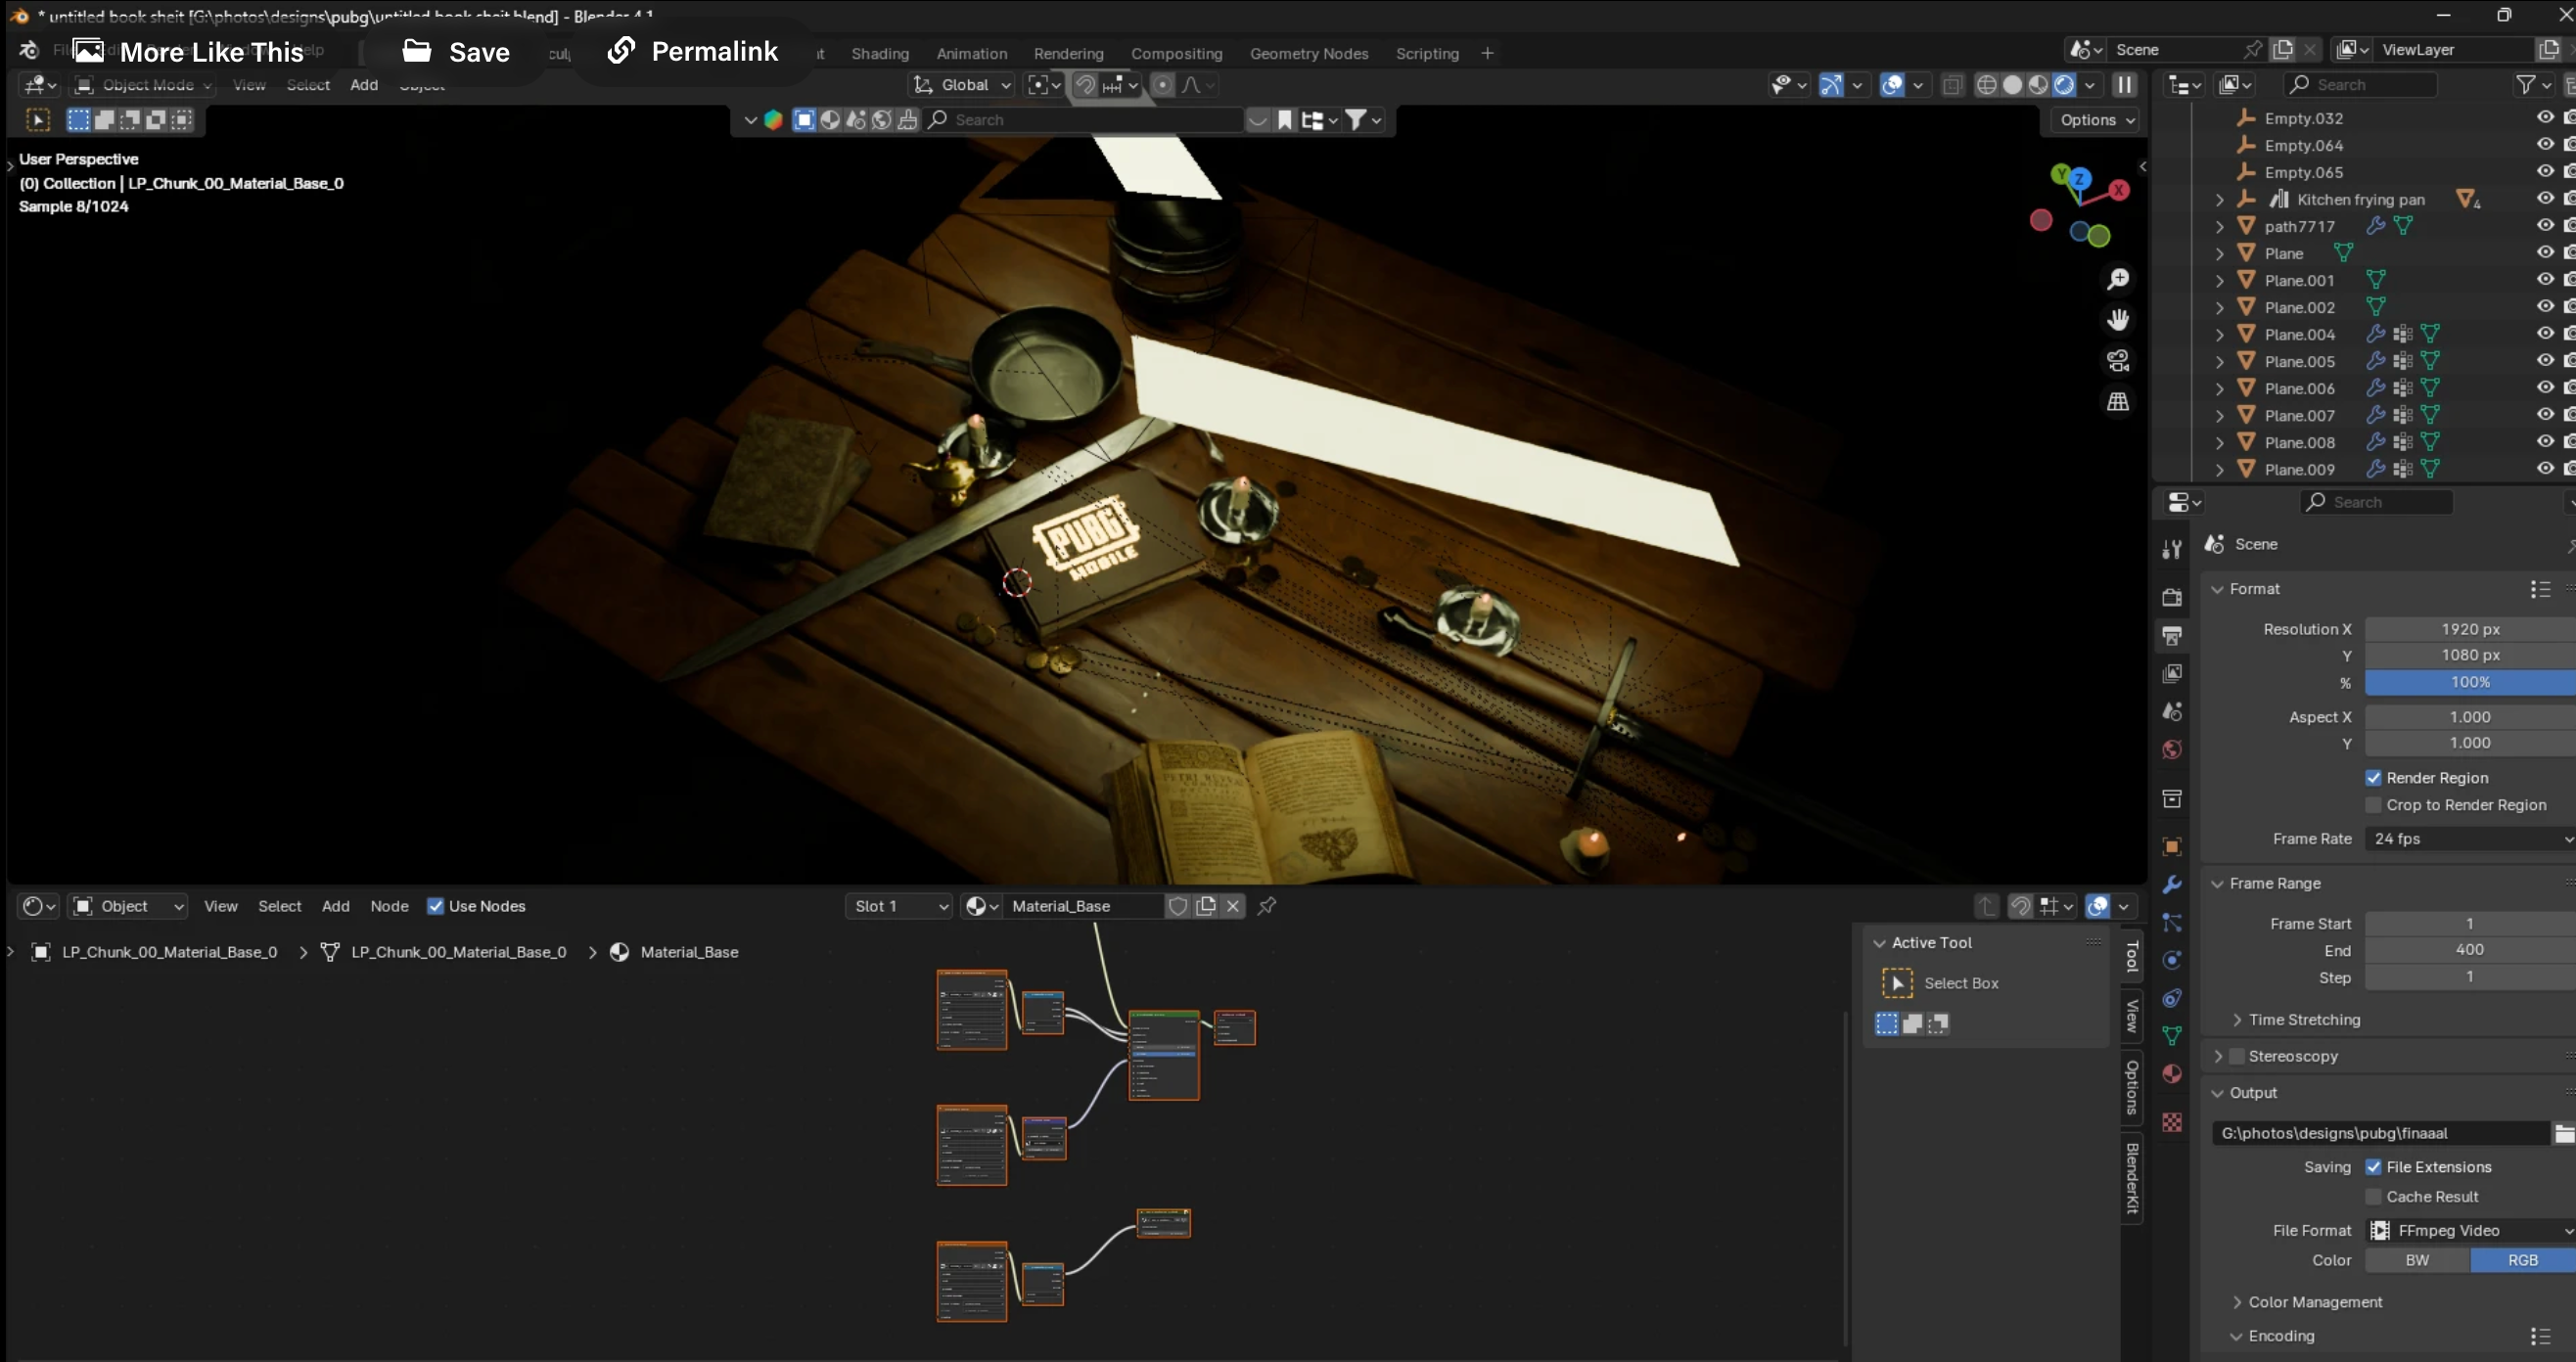 * untitled book sheit [G:\photos\designs\pubg\untitled book sheit.blend] - Blender 4.1
More Like This
Save
Permalink
Shading
Animation
Rendering
Compositing
Geometry Nodes
Scripting
Scene
ViewLayer
Object Mode
View
Select
Add
Object
Global
Search
Search
Options
User Perspective
(0) Collection | LP_Chunk_00_Material_Base_0
Sample 8/1024
Y
Z
X
PUBG
MOBILE
Empty.032
Empty.064
Empty.065
Kitchen frying pan
4
path7717
Plane
Plane.001
Plane.002
Plane.004
Plane.005
Plane.006
Plane.007
Plane.008
Plane.009
Search
Scene
Format
Resolution X 1920 px
Y 1080 px
% 100%
Aspect X 1.000
Y 1.000
Render Region
Crop to Render Region
Frame Rate 24 fps
Frame Range
Frame Start 1
End 400
Step 1
Time Stretching
Stereoscopy
Output
G:\photos\designs\pubg\finaaal
Saving File Extensions
Cache Result
File Format FFmpeg Video
Color BW RGB
Color Management
Encoding
Object
View
Select
Add
Node
Use Nodes
Slot 1
Material_Base
LP_Chunk_00_Material_Base_0
LP_Chunk_00_Material_Base_0
Material_Base
Active Tool
Select Box
Tool
View
Options
BlenderKit